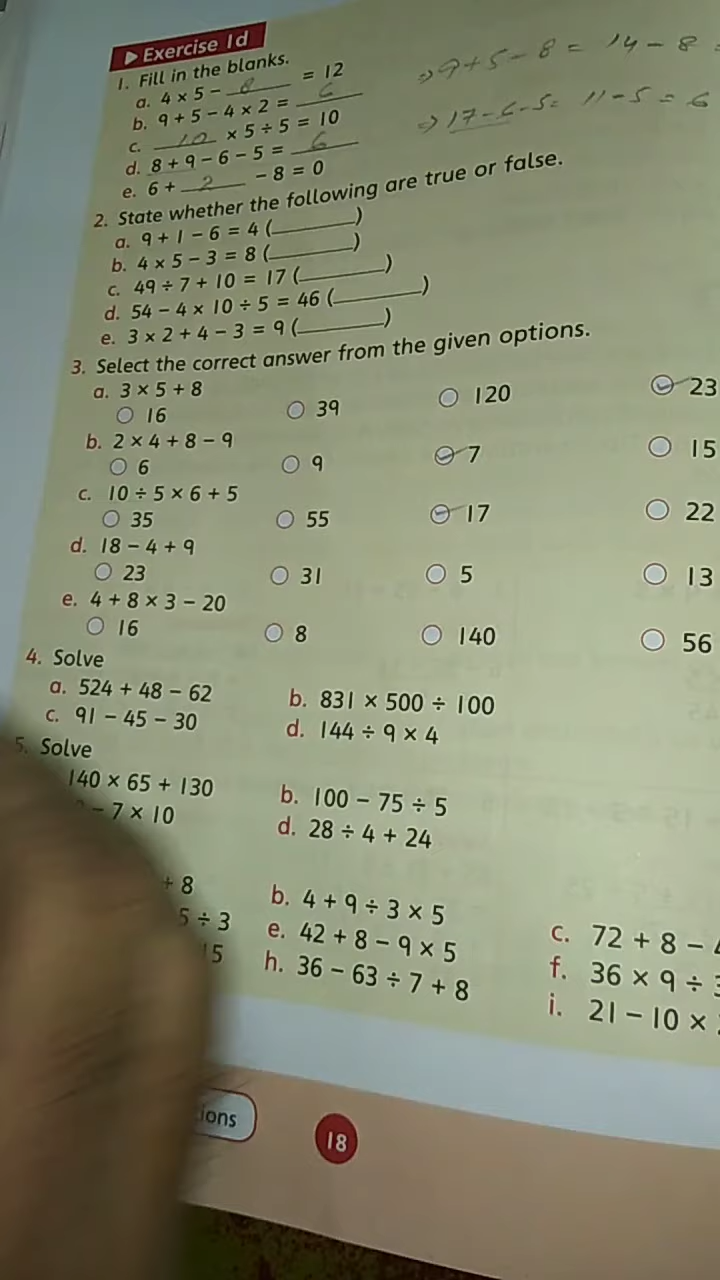 Exercise 1d
⇒ 9 + 5 - 8 = 14 - 8 =
1. Fill in the blanks.
a. 4 × 5 - 8 = 12
b. 9 + 5 - 4 × 2 = 6
⇒ 17 - 6 - 5 = 11 - 5 = 6
c. 10 × 5 ÷ 5 = 10
d. 8 + 9 - 6 - 5 = 6
e. 6 + 2 - 8 = 0
2. State whether the following are true or false.
a. 9 + 1 - 6 = 4 (______)
b. 4 × 5 - 3 = 8 (______)
c. 49 ÷ 7 + 10 = 17 (______)
d. 54 - 4 × 10 ÷ 5 = 46 (______)
e. 3 × 2 + 4 - 3 = 9 (______)
3. Select the correct answer from the given options.
a. 3 × 5 + 8
16 39 120 23
b. 2 × 4 + 8 - 9
6 9 7 15
c. 10 ÷ 5 × 6 + 5
35 55 17 22
d. 18 - 4 + 9
23 31 5 13
e. 4 + 8 × 3 - 20
16 8 140 56
4. Solve
a. 524 + 48 - 62 b. 831 × 500 ÷ 100
c. 91 - 45 - 30 d. 144 ÷ 9 × 4
5. Solve
140 × 65 + 130 b. 100 - 75 ÷ 5
- 7 × 10 d. 28 ÷ 4 + 24
+ 8 b. 4 + 9 ÷ 3 × 5 c. 72 + 8 -
5 ÷ 3 e. 42 + 8 - 9 × 5 f. 36 × 9 ÷
15 h. 36 - 63 ÷ 7 + 8 i. 21 - 10 ×
ions
18